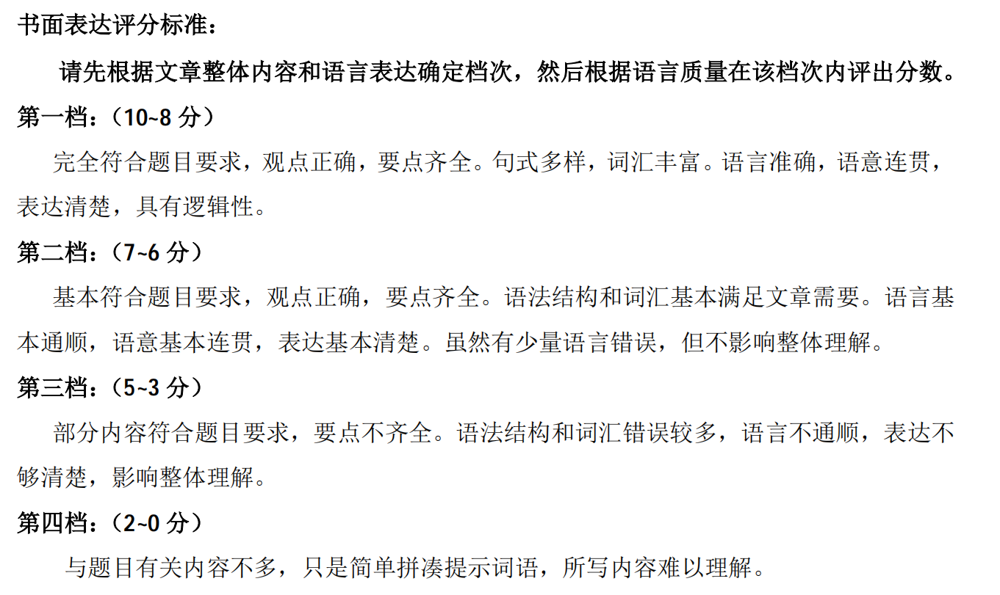 书面表达评分标准：
请先根据文章整体内容和语言表达确定档次，然后根据语言质量在该档次内评出分数。
第一档：（10~8 分）
完全符合题目要求，观点正确，要点齐全。句式多样，词汇丰富。语言准确，语意连贯，
表达清楚，具有逻辑性。
第二档：（7~6 分）
基本符合题目要求，观点正确，要点齐全。语法结构和词汇基本满足文章需要。语言基
本通顺，语意基本连贯，表达基本清楚。虽然有少量语言错误，但不影响整体理解。
第三档：（5~3 分）
部分内容符合题目要求，要点不齐全。语法结构和词汇错误较多，语言不通顺，表达不
够清楚，影响整体理解。
第四档：（2~0 分）
与题目有关内容不多，只是简单拼凑提示词语，所写内容难以理解。